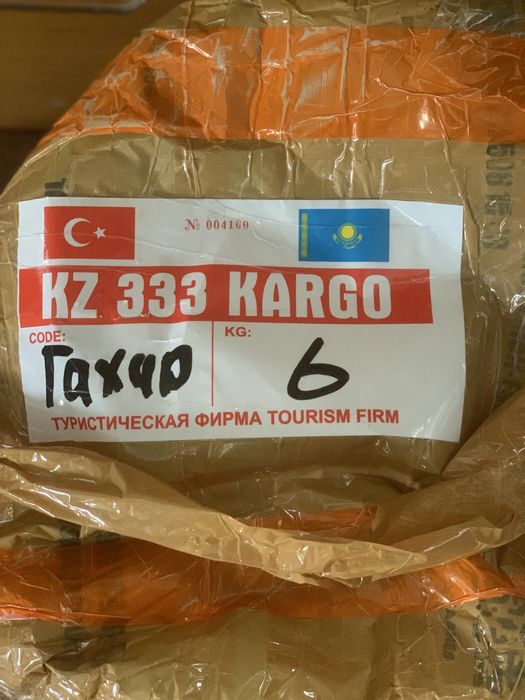 № 004160
KZ 333 KARGO
CODE: KG:
Гахар 6
ТУРИСТИЧЕСКАЯ ФИРМА TOURISM FIRM